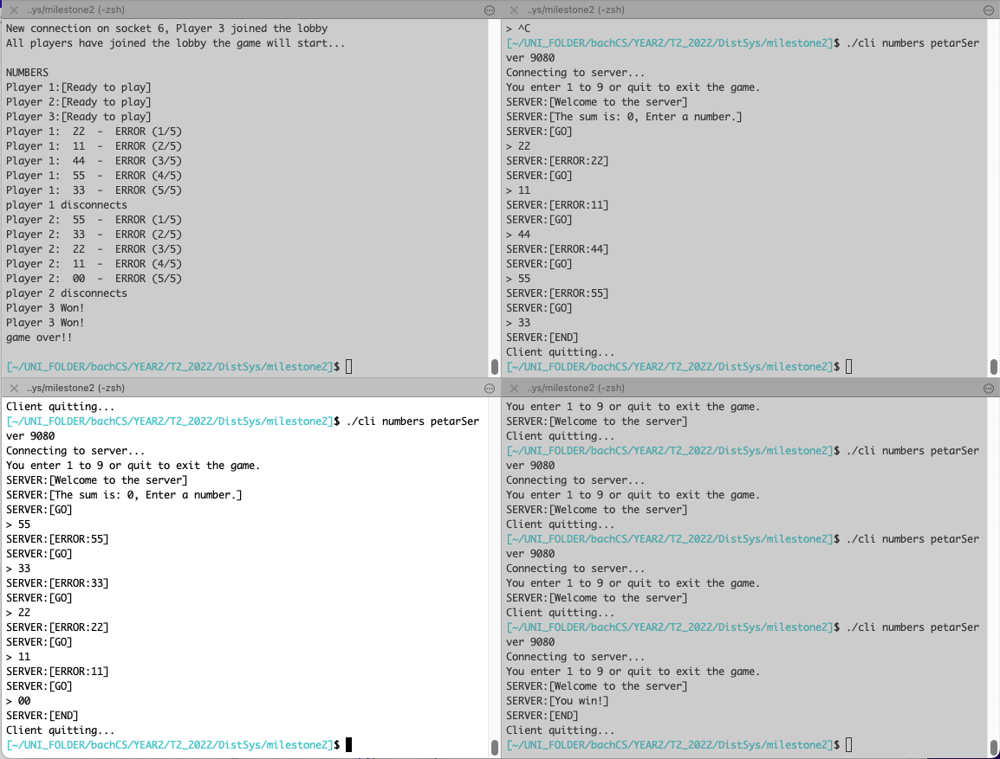 ..ys/milestone2 (-zsh)
New connection on socket 6, Player 3 joined the lobby
All players have joined the lobby the game will start...
NUMBERS
Player 1:[Ready to play]
Player 2:[Ready to play]
Player 3:[Ready to play]
Player 1:  22  -  ERROR (1/5)
Player 1:  11  -  ERROR (2/5)
Player 1:  44  -  ERROR (3/5)
Player 1:  55  -  ERROR (4/5)
Player 1:  33  -  ERROR (5/5)
player 1 disconnects
Player 2:  55  -  ERROR (1/5)
Player 2:  33  -  ERROR (2/5)
Player 2:  22  -  ERROR (3/5)
Player 2:  11  -  ERROR (4/5)
Player 2:  00  -  ERROR (5/5)
player 2 disconnects
Player 3 Won!
Player 3 Won!
game over!!
[~/UNI_FOLDER/bachCS/YEAR2/T2_2022/DistSys/milestone2]$
..ys/milestone2 (-zsh)
> ^C
[~/UNI_FOLDER/bachCS/YEAR2/T2_2022/DistSys/milestone2]$ ./cli numbers petarSer
ver 9080
Connecting to server...
You enter 1 to 9 or quit to exit the game.
SERVER:[Welcome to the server]
SERVER:[The sum is: 0, Enter a number.]
SERVER:[GO]
> 22
SERVER:[ERROR:22]
SERVER:[GO]
> 11
SERVER:[ERROR:11]
SERVER:[GO]
> 44
SERVER:[ERROR:44]
SERVER:[GO]
> 55
SERVER:[ERROR:55]
SERVER:[GO]
> 33
SERVER:[END]
Client quitting...
[~/UNI_FOLDER/bachCS/YEAR2/T2_2022/DistSys/milestone2]$
..ys/milestone2 (-zsh)
Client quitting...
[~/UNI_FOLDER/bachCS/YEAR2/T2_2022/DistSys/milestone2]$ ./cli numbers petarSer
ver 9080
Connecting to server...
You enter 1 to 9 or quit to exit the game.
SERVER:[Welcome to the server]
SERVER:[The sum is: 0, Enter a number.]
SERVER:[GO]
> 55
SERVER:[ERROR:55]
SERVER:[GO]
> 33
SERVER:[ERROR:33]
SERVER:[GO]
> 22
SERVER:[ERROR:22]
SERVER:[GO]
> 11
SERVER:[ERROR:11]
SERVER:[GO]
> 00
SERVER:[END]
Client quitting...
[~/UNI_FOLDER/bachCS/YEAR2/T2_2022/DistSys/milestone2]$
..ys/milestone2 (-zsh)
You enter 1 to 9 or quit to exit the game.
SERVER:[Welcome to the server]
Client quitting...
[~/UNI_FOLDER/bachCS/YEAR2/T2_2022/DistSys/milestone2]$ ./cli numbers petarSer
ver 9080
Connecting to server...
You enter 1 to 9 or quit to exit the game.
SERVER:[Welcome to the server]
Client quitting...
[~/UNI_FOLDER/bachCS/YEAR2/T2_2022/DistSys/milestone2]$ ./cli numbers petarSer
ver 9080
Connecting to server...
You enter 1 to 9 or quit to exit the game.
SERVER:[Welcome to the server]
Client quitting...
[~/UNI_FOLDER/bachCS/YEAR2/T2_2022/DistSys/milestone2]$ ./cli numbers petarSer
ver 9080
Connecting to server...
You enter 1 to 9 or quit to exit the game.
SERVER:[Welcome to the server]
SERVER:[You win!]
SERVER:[END]
Client quitting...
[~/UNI_FOLDER/bachCS/YEAR2/T2_2022/DistSys/milestone2]$